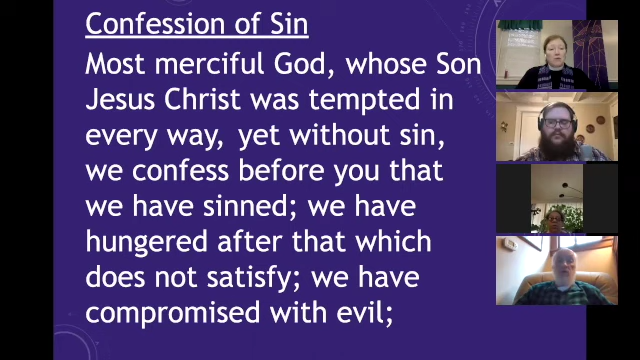 Confession of Sin
Most merciful God, whose Son
Jesus Christ was tempted in
every way, yet without sin,
we confess before you that
we have sinned; we have
hungered after that which
does not satisfy; we have
compromised with evil;